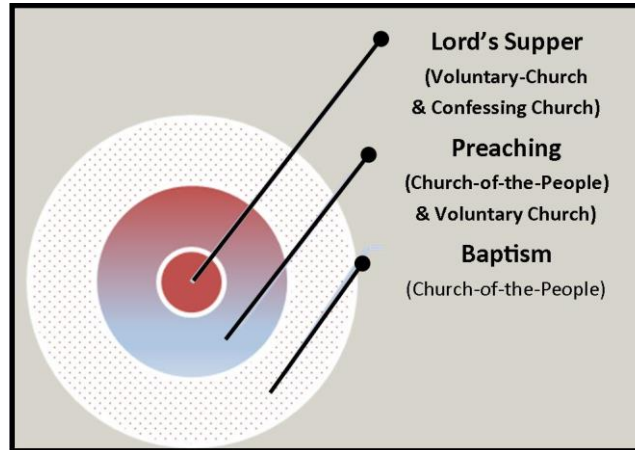 Lord’s Supper
(Voluntary-Church
& Confessing Church)
Preaching
(Church-of-the-People)
& Voluntary Church)
Baptism
(Church-of-the-People)